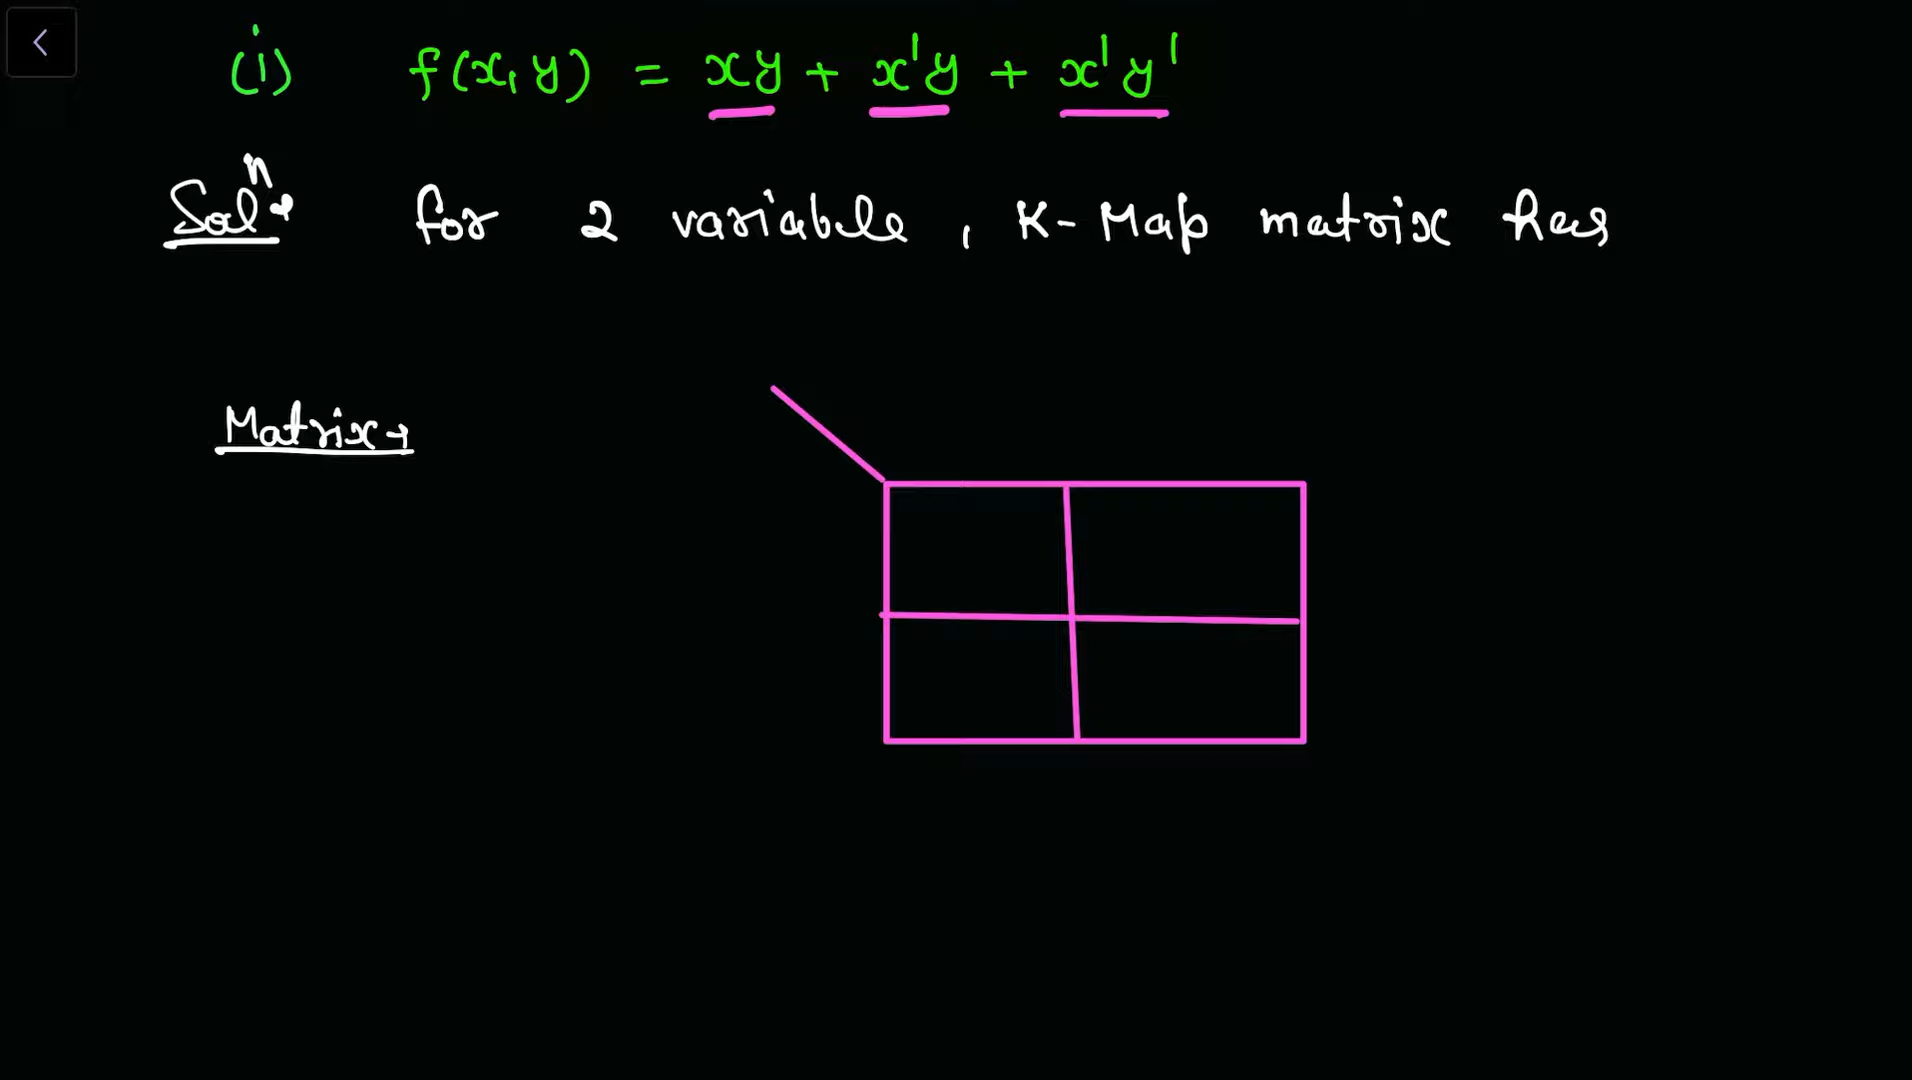 (i) f(x, y) = xy + x'y + x'y'
Solⁿ. for 2 variable, K-Map matrix has
Matrix →